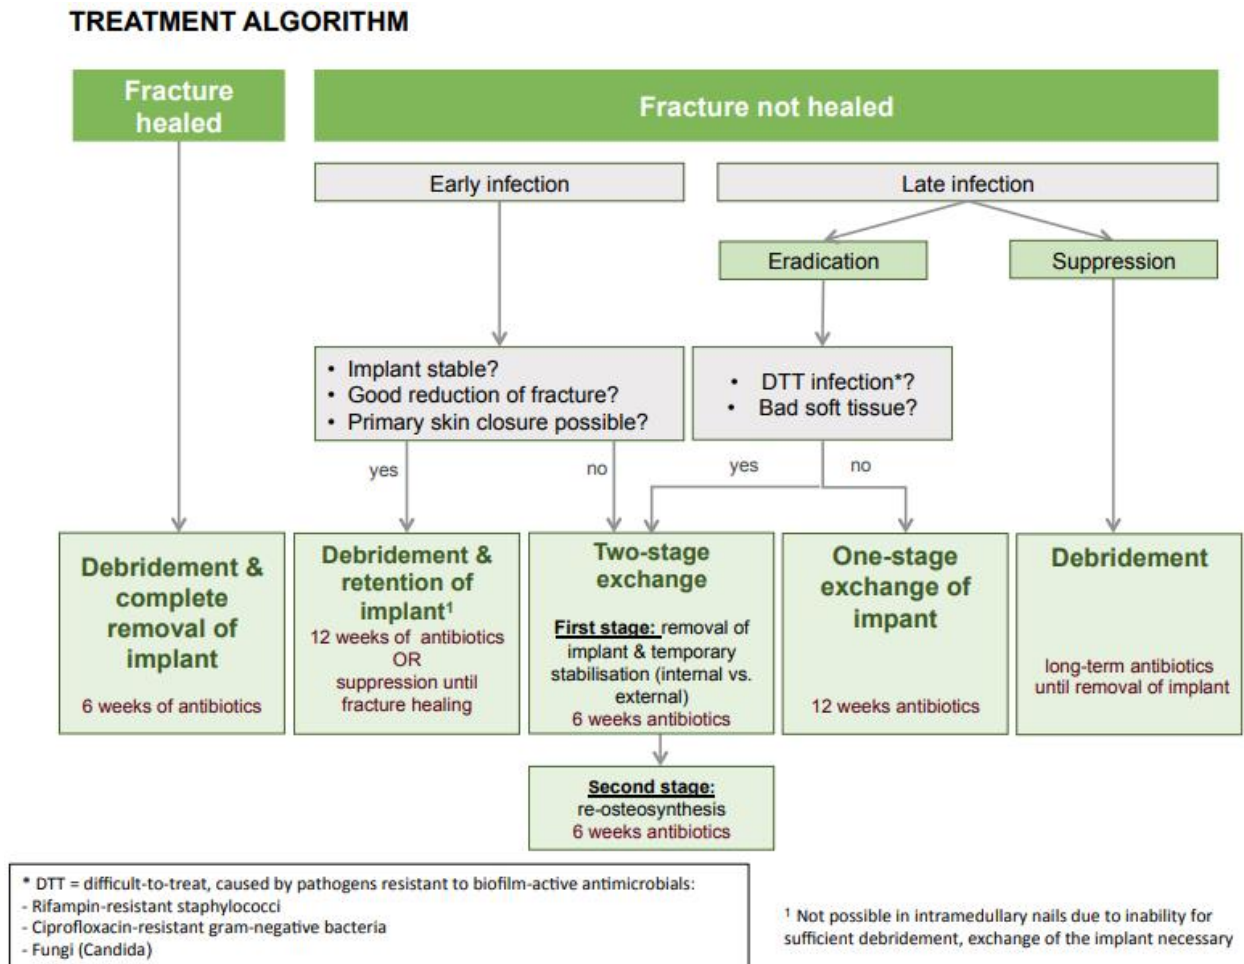 TREATMENT ALGORITHM
Fracture
healed
Fracture not healed
Early infection
Late infection
Eradication
Suppression
• Implant stable?
• Good reduction of fracture?
• Primary skin closure possible?
• DTT infection*?
• Bad soft tissue?
yes
no
yes
no
Debridement &
complete
removal of
implant
6 weeks of antibiotics
Debridement &
retention of
implant¹
12 weeks of antibiotics
OR
suppression until
fracture healing
Two-stage
exchange
First stage: removal of
implant & temporary
stabilisation (internal vs.
external)
6 weeks antibiotics
One-stage
exchange of
impant
12 weeks antibiotics
Debridement
long-term antibiotics
until removal of implant
Second stage:
re-osteosynthesis
6 weeks antibiotics
* DTT = difficult-to-treat, caused by pathogens resistant to biofilm-active antimicrobials:
- Rifampin-resistant staphylococci
- Ciprofloxacin-resistant gram-negative bacteria
- Fungi (Candida)
¹ Not possible in intramedullary nails due to inability for
sufficient debridement, exchange of the implant necessary